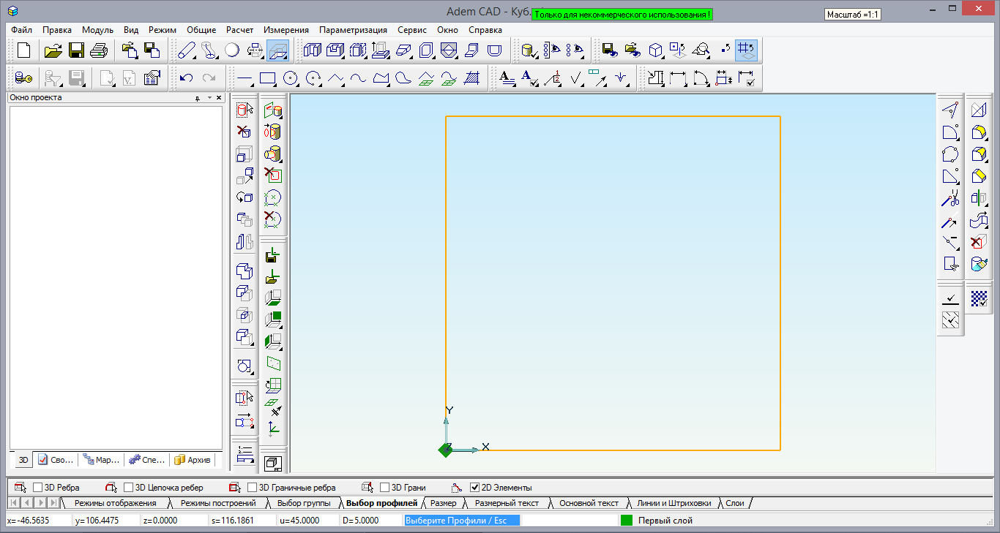 Adem CAD - Куб.
Только для некоммерческого использования !
Масштаб =1:1
Файл Правка Модуль Вид Режим Общие Расчет Измерения Параметризация Сервис Окно Справка
Окно проекта
Y
Z X
3D Сво... Мар... Спе... Архив
3D Ребра 3D Цепочка ребер 3D Граничные ребра 3D Грани 2D Элементы
Режимы отображения Режимы построений Выбор группы Выбор профилей Размер Размерный текст Основной текст Линии и Штриховки Слои
x=-46.5635 y=106.4475 z=0.0000 s=116.1861 u=45.0000 D=5.0000 Выберите Профили / Esc Первый слой